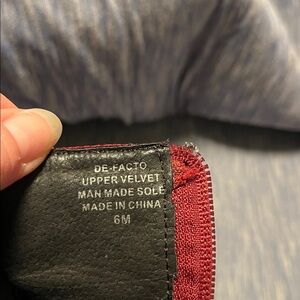 DE-FACTO
UPPER VELVET
MAN MADE SOLE
MADE IN CHINA
6M